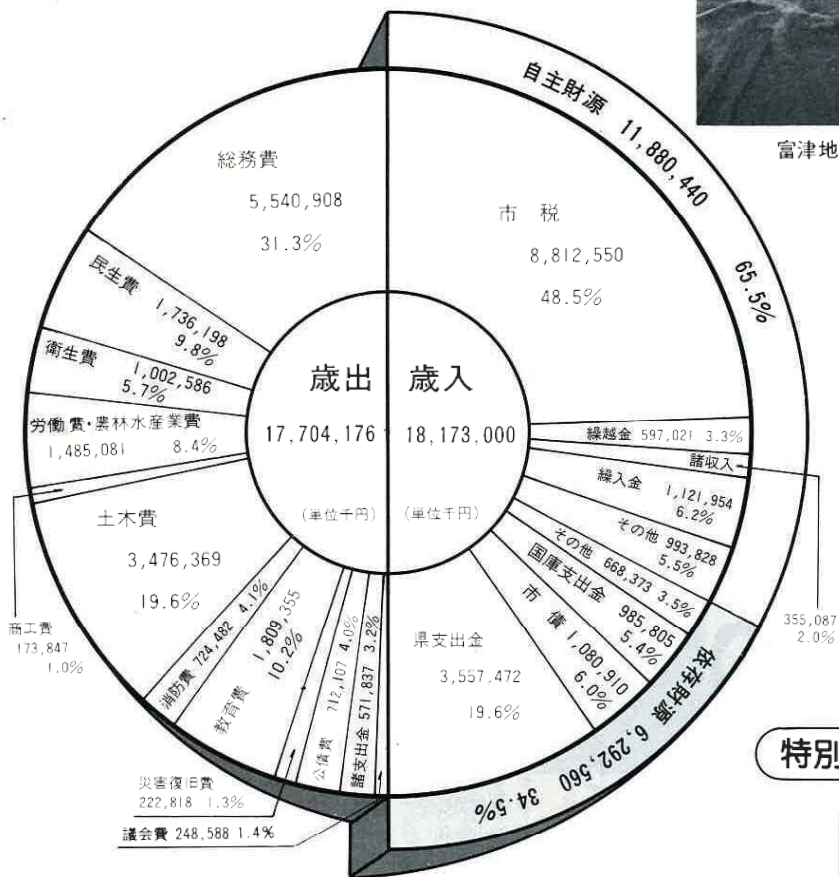 富津地
自主財源 11,880,440 65.5%
総務費
5,540,908
31.3%
市 税
8,812,550
48.5%
民生費 1,736,198
9.8%
衛生費 1,002,586
5.7%
労働費・農林水産業費
1,485,081 8.4%
歳出
17,704,176
(単位千円)
歳入
18,173,000
(単位千円)
繰越金 597,021 3.3%
諸収入
355,087
2.0%
繰入金 1,121,954
6.2%
その他 993,828
5.5%
その他 668,373 3.5%
国庫支出金 985,805
5.4%
市 債 1,080,910
6.0%
県支出金
3,557,472
19.6%
土木費
3,476,369
19.6%
商工費
173,847
1.0%
消防費 724,482 4.1%
教育費 1,809,355
10.2%
公債費 712,107 4.0%
諸支出金 571,837 3.2%
災害復旧費
222,818 1.3%
議会費 248,588 1.4%
依存財源 6,292,560 34.5%
特別